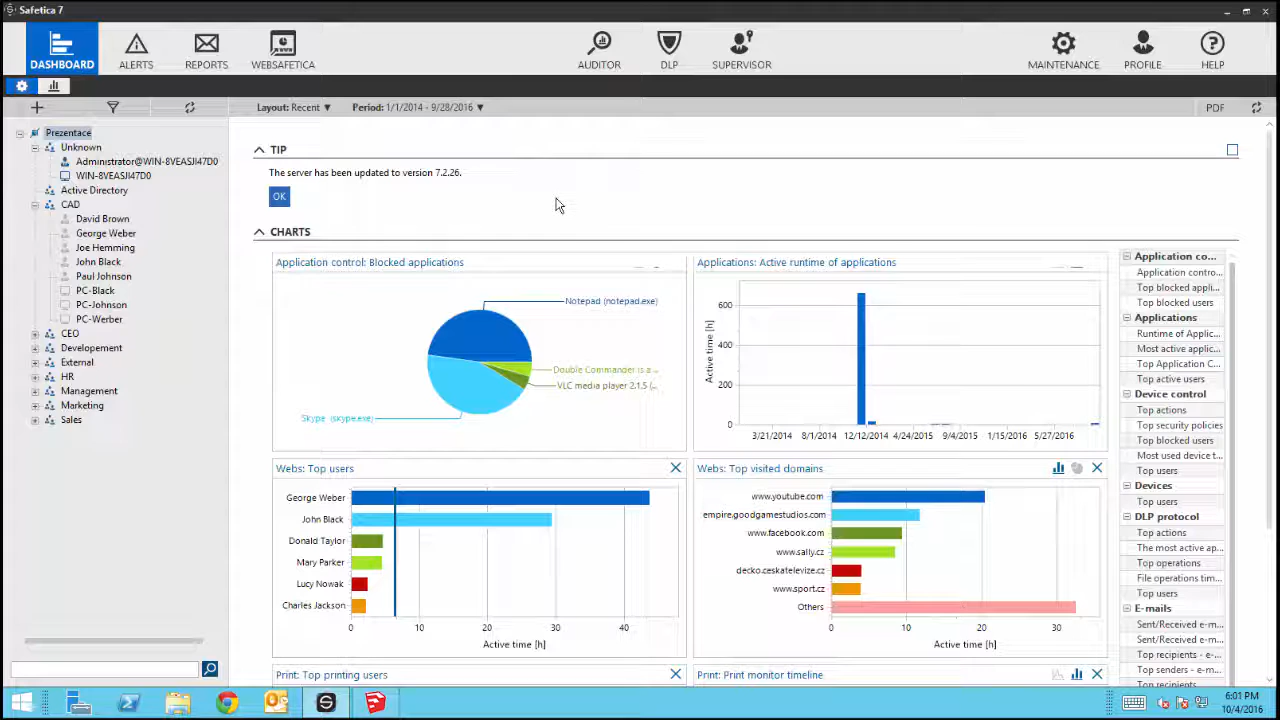 Safetica 7
DASHBOARD
ALERTS
REPORTS
WEBSAFETICA
AUDITOR
DLP
SUPERVISOR
MAINTENANCE
PROFILE
HELP
Layout: Recent ▼
Period: 1/1/2014 - 9/28/2016 ▼
PDF
Prezentace
Unknown
Administrator@WIN-8VEASJI47D0
WIN-8VEASJI47D0
Active Directory
CAD
David Brown
George Weber
Joe Hemming
John Black
Paul Johnson
PC-Black
PC-Johnson
PC-Werber
CEO
Developement
External
HR
Management
Marketing
Sales
TIP
The server has been updated to version 7.2.26.
OK
CHARTS
Application control: Blocked applications
Notepad (notepad.exe)
Double Commander is a ...
VLC media player 2.1.5 (...
Skype (skype.exe)
Applications: Active runtime of applications
Active time [h]
600
400
200
0
3/21/2014
8/1/2014
12/12/2014
4/24/2015
9/4/2015
1/15/2016
5/27/2016
Webs: Top users
George Weber
John Black
Donald Taylor
Mary Parker
Lucy Nowak
Charles Jackson
0 10 20 30 40
Active time [h]
Webs: Top visited domains
www.youtube.com
empire.goodgamestudios.com
www.facebook.com
www.sally.cz
decko.ceskatelevize.cz
www.sport.cz
Others
0 10 20 30
Active time [h]
Print: Top printing users
Print: Print monitor timeline
Application co...
Application contro...
Top blocked appli...
Top blocked users
Applications
Runtime of Applic...
Most active applic...
Top Application C...
Top active users
Device control
Top actions
Top security policies
Top blocked users
Most used device t...
Top users
Devices
Top users
DLP protocol
Top actions
The most active ap...
Top operations
File operations tim...
Top users
E-mails
Sent/Received e-m...
Sent/Received e-m...
Top recipients - e-...
Top senders - e-m...
Top recipients
6:01 PM
10/4/2016